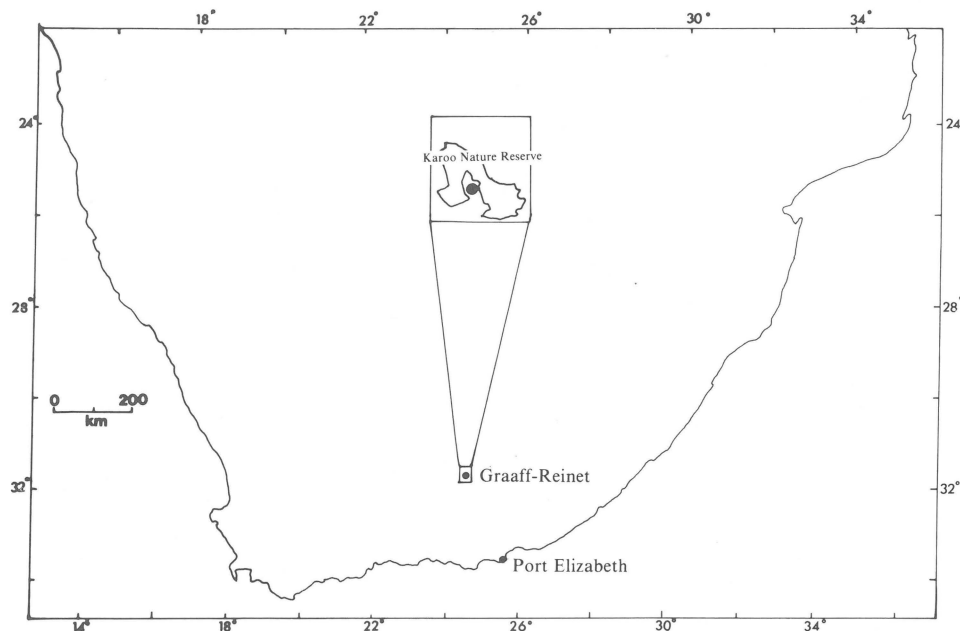 18° 22° 26° 30° 34°
24° 24°
Karoo Nature Reserve
28° 28°
0 200
km
Graaff-Reinet
32° 32°
Port Elizabeth
14° 18° 22° 26° 30° 34